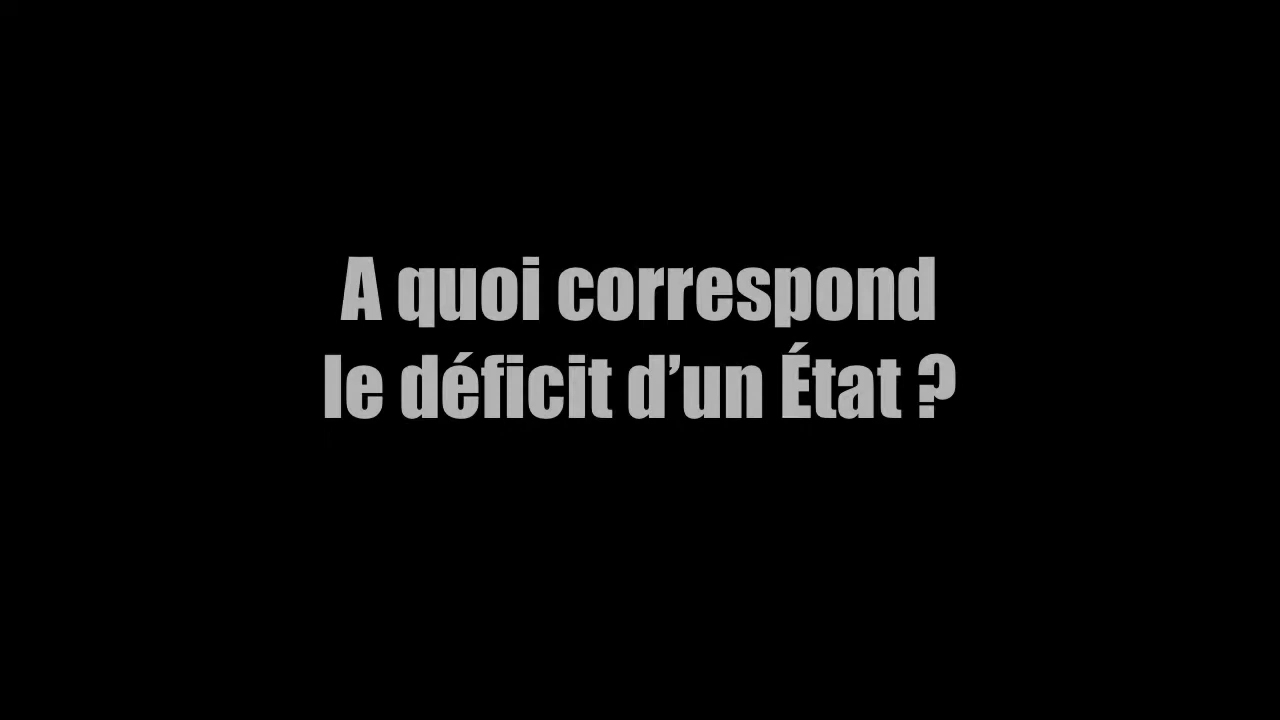 A quoi correspond
le déficit d’un État ?